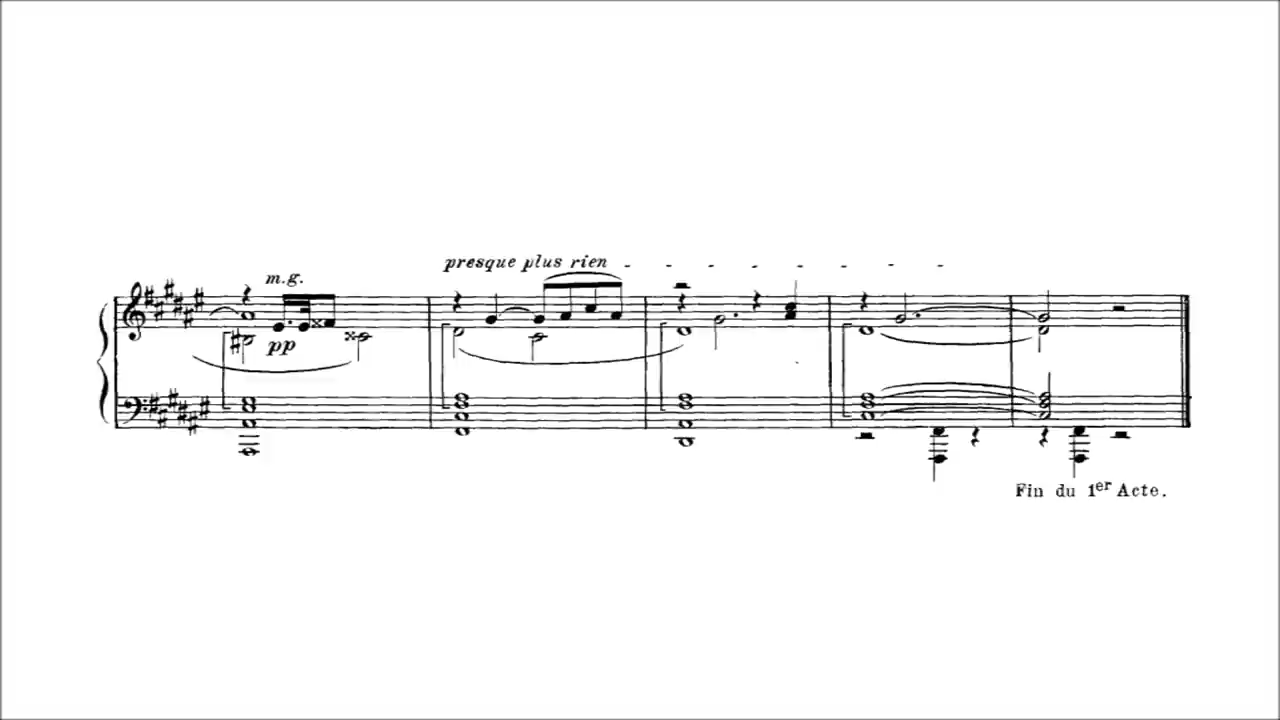 presque plus rien
m.g.
pp
Fin du 1er Acte.